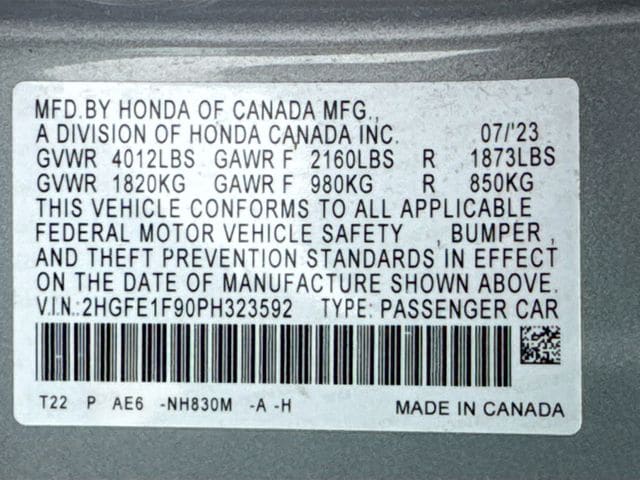 MFD.BY HONDA OF CANADA MFG.,
A DIVISION OF HONDA CANADA INC. 07/'23
GVWR 4012LBS GAWR F 2160LBS R 1873LBS
GVWR 1820KG GAWR F 980KG R 850KG
THIS VEHICLE CONFORMS TO ALL APPLICABLE
FEDERAL MOTOR VEHICLE SAFETY , BUMPER,
AND THEFT PREVENTION STANDARDS IN EFFECT
ON THE DATE OF MANUFACTURE SHOWN ABOVE.
V.I.N.:2HGFE1F90PH323592 TYPE: PASSENGER CAR
T22 P AE6 -NH830M -A -H MADE IN CANADA